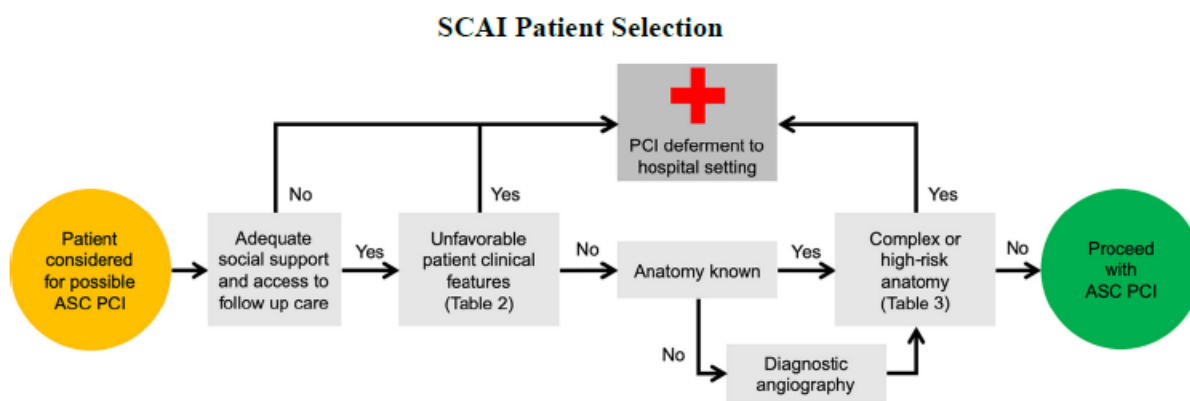 SCAI Patient Selection
PCI deferment to
hospital setting
No
Yes
Yes
Patient
considered
for possible
ASC PCI
Adequate
social support
and access to
follow up care
Yes
Unfavorable
patient clinical
features
(Table 2)
No
Anatomy known
Yes
Complex or
high-risk
anatomy
(Table 3)
No
Proceed
with
ASC PCI
No
Diagnostic
angiography